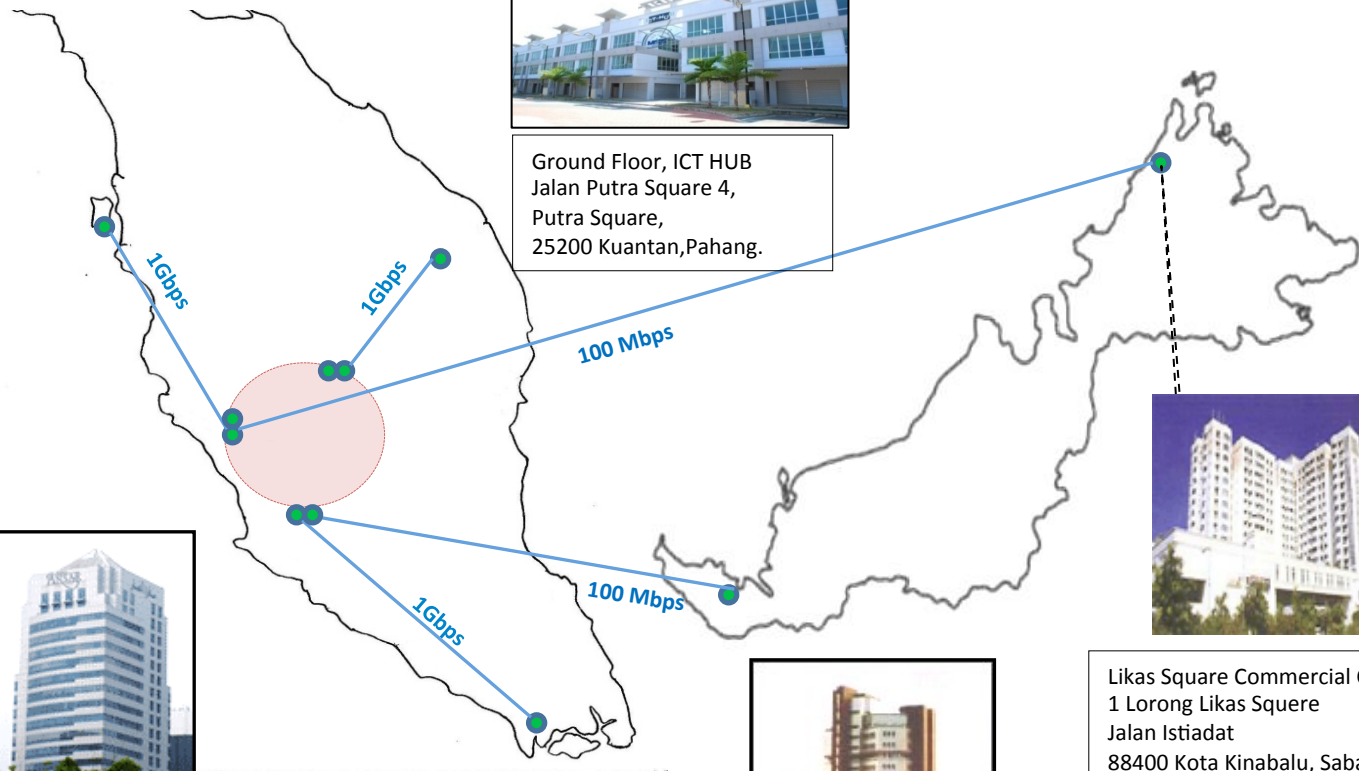 Ground Floor, ICT HUB
Jalan Putra Square 4,
Putra Square,
25200 Kuantan,Pahang.
1Gbps
1Gbps
100 Mbps
100 Mbps
1Gbps
ASSAR
Likas Square Commercial
1 Lorong Likas Squere
Jalan Istiadat
88400 Kota Kinabalu,